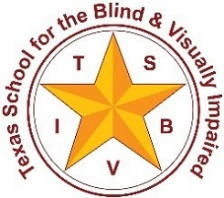 Texas School for the Blind & Visually Impaired
T S
I B
V